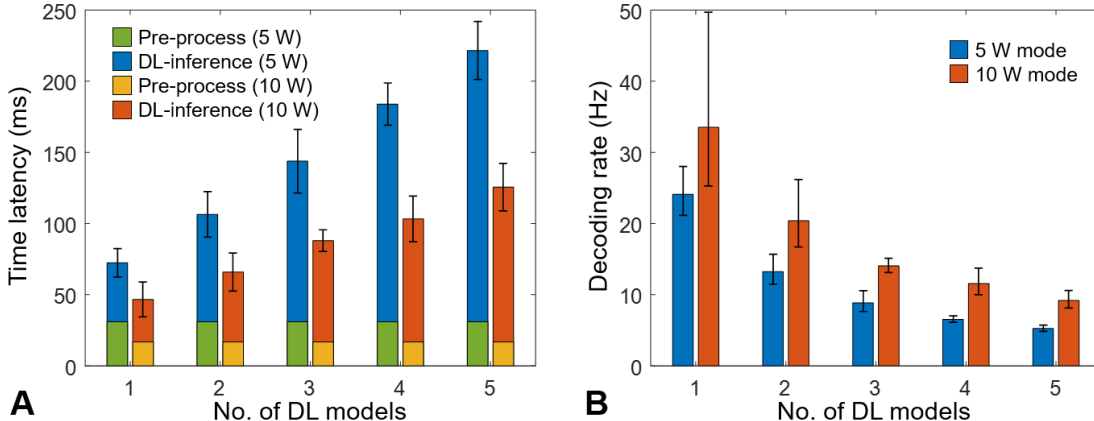 250
200
150
100
50
0
Time latency (ms)
Pre-process (5 W)
DL-inference (5 W)
Pre-process (10 W)
DL-inference (10 W)
1 2 3 4 5
No. of DL models
A
50
40
30
20
10
0
Decoding rate (Hz)
5 W mode
10 W mode
1 2 3 4 5
No. of DL models
B